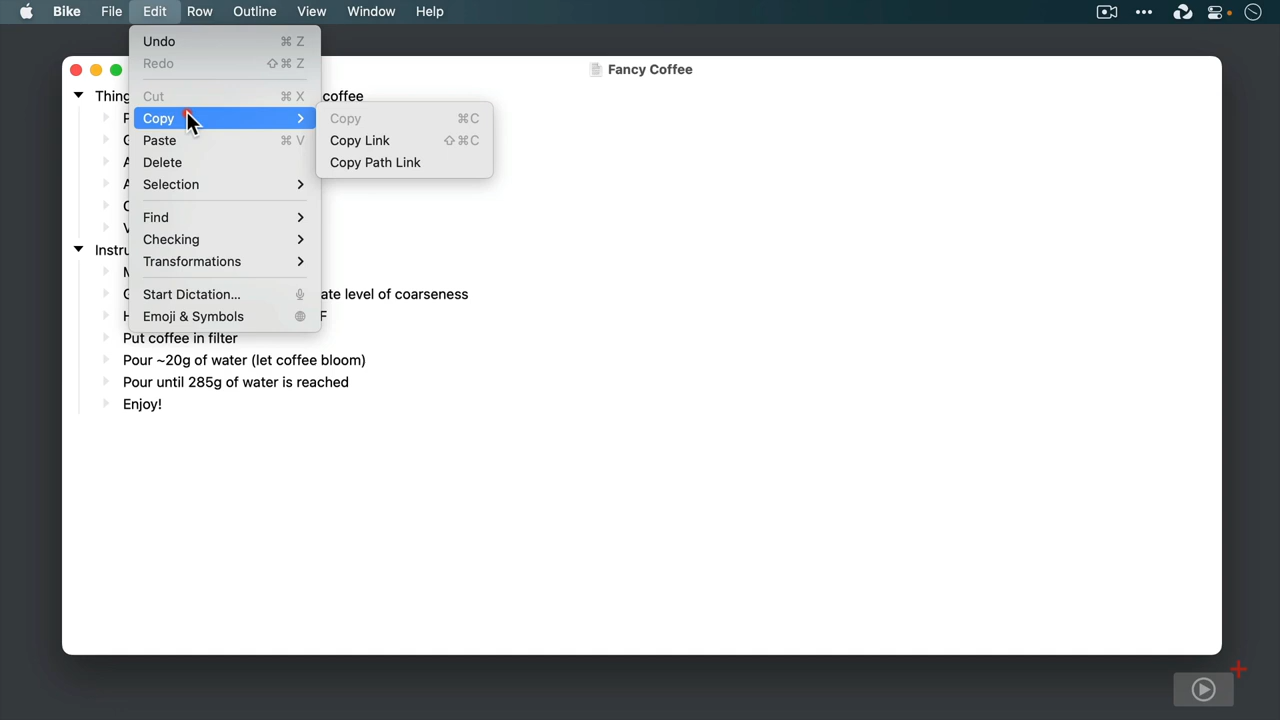 Bike File Edit Row Outline View Window Help
Undo ⌘ Z
Redo ⇧⌘ Z
Cut ⌘ X
Copy
Paste ⌘ V
Delete
Selection
Find
Checking
Transformations
Start Dictation...
Emoji & Symbols
Copy ⌘C
Copy Link ⇧⌘C
Copy Path Link
Fancy Coffee
coffee
Put coffee in filter
Pour ~20g of water (let coffee bloom)
Pour until 285g of water is reached
Enjoy!
level of coarseness